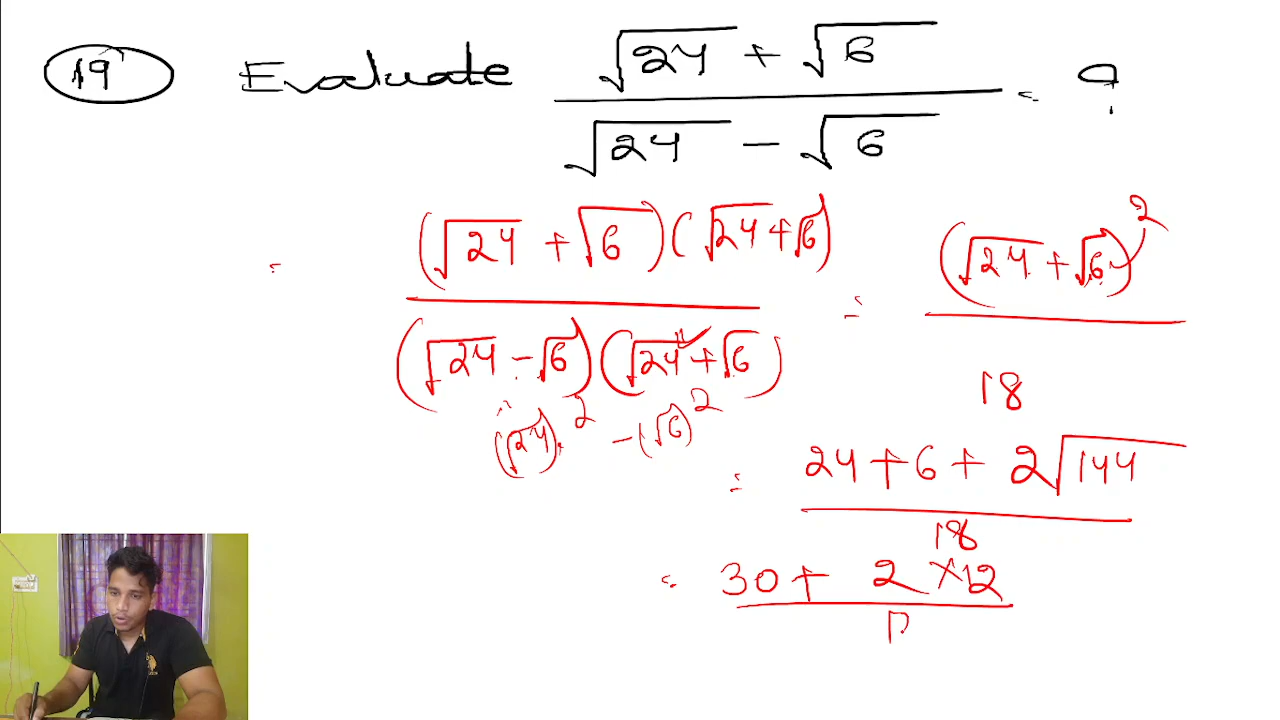 19 Evaluate (√24 + √6) / (√24 − √6) = ?
= (√24 + √6)(√24 + √6) / (√24 − √6)(√24 + √6) = (√24 + √6)² / 18
(√24)² − (√6)²
= 24 + 6 + 2√144 / 18
= 30 + 2 × 12 / 1